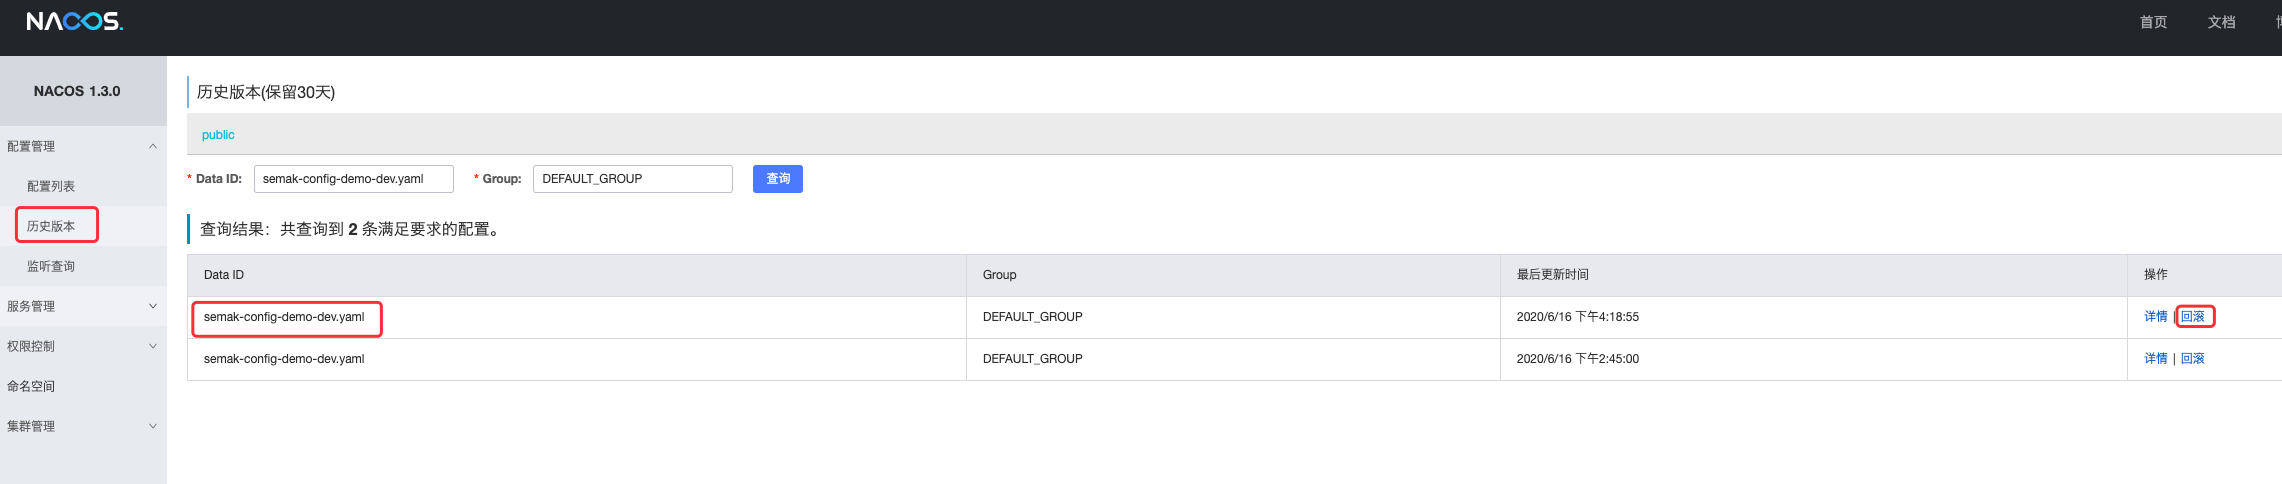 NACOS.
首页 文档
NACOS 1.3.0
配置管理
配置列表
历史版本
监听查询
服务管理
权限控制
命名空间
集群管理
历史版本(保留30天)
public
* Data ID: semak-config-demo-dev.yaml * Group: DEFAULT_GROUP 查询
查询结果：共查询到 2 条满足要求的配置。
Data ID Group 最后更新时间 操作
semak-config-demo-dev.yaml DEFAULT_GROUP 2020/6/16 下午4:18:55 详情 | 回滚
semak-config-demo-dev.yaml DEFAULT_GROUP 2020/6/16 下午2:45:00 详情 | 回滚